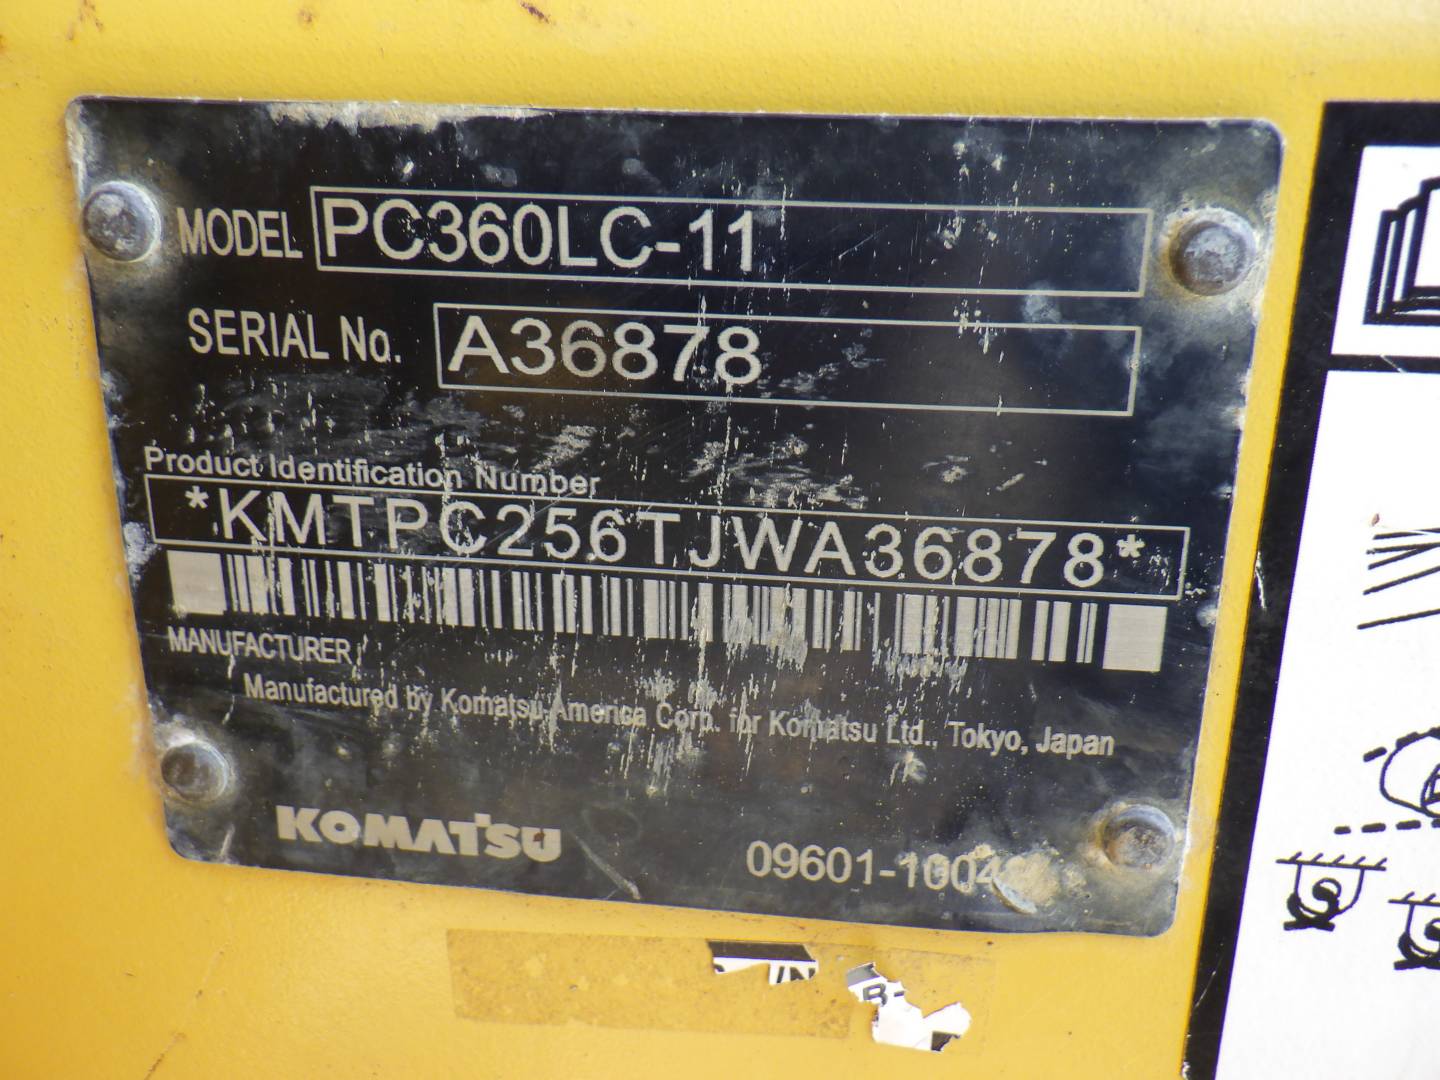 MODEL PC360LC-11
SERIAL No. A36878
Product Identification Number
*KMTPC256TJWA36878*
MANUFACTURER
Manufactured by Komatsu America Corp. for Komatsu Ltd., Tokyo, Japan
KOMATSU 09601-1004
B-